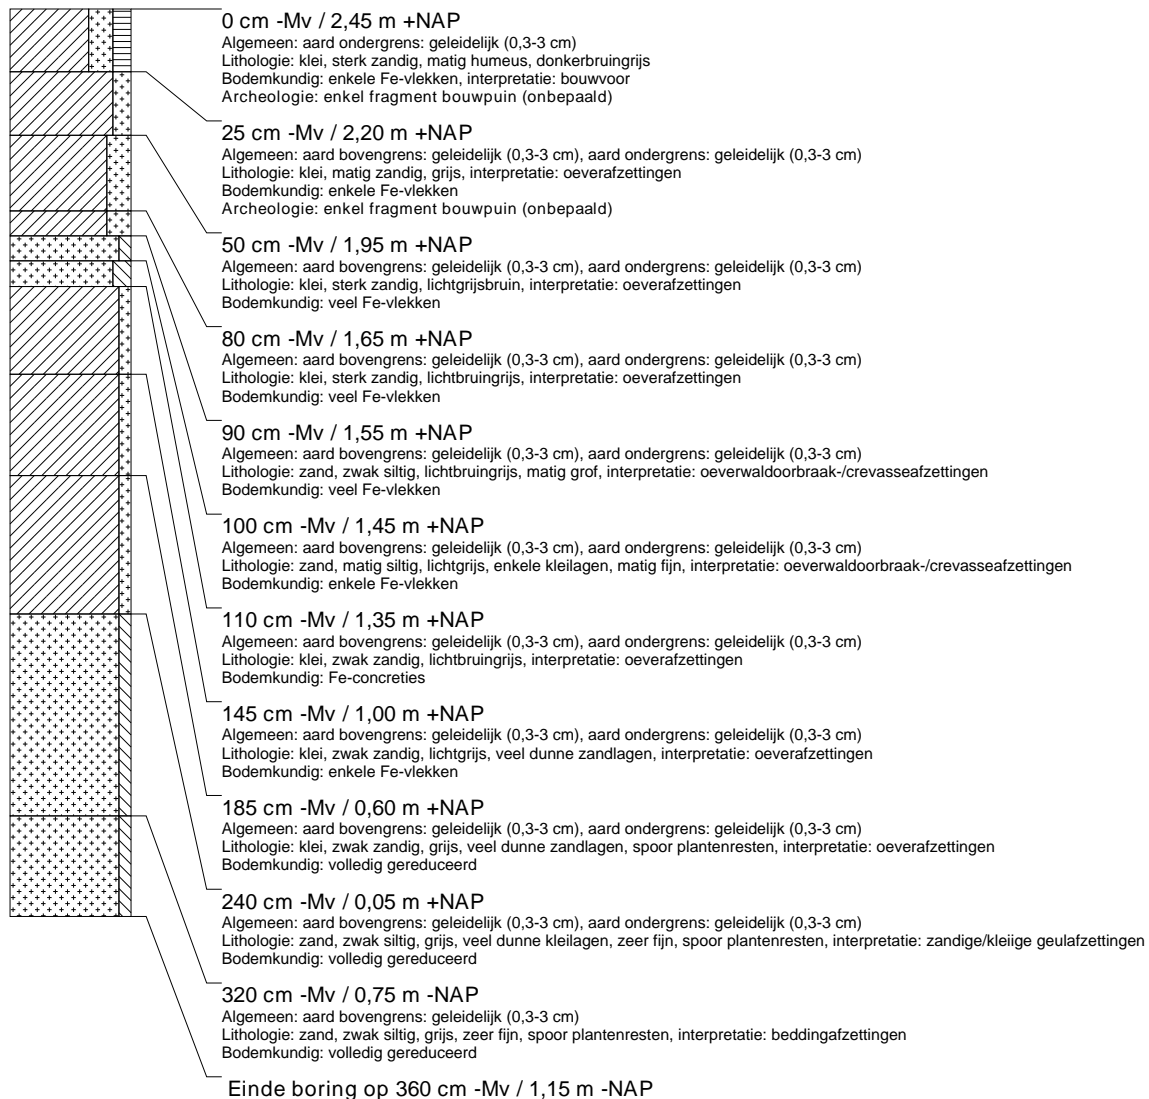 0 cm -Mv / 2,45 m +NAP
Algemeen: aard ondergrens: geleidelijk (0,3-3 cm)
Lithologie: klei, sterk zandig, matig humeus, donkerbruingrijs
Bodemkundig: enkele Fe-vlekken, interpretatie: bouwvoor
Archeologie: enkel fragment bouwpuin (onbepaald)
25 cm -Mv / 2,20 m +NAP
Algemeen: aard bovengrens: geleidelijk (0,3-3 cm), aard ondergrens: geleidelijk (0,3-3 cm)
Lithologie: klei, matig zandig, grijs, interpretatie: oeverafzettingen
Bodemkundig: enkele Fe-vlekken
Archeologie: enkel fragment bouwpuin (onbepaald)
50 cm -Mv / 1,95 m +NAP
Algemeen: aard bovengrens: geleidelijk (0,3-3 cm), aard ondergrens: geleidelijk (0,3-3 cm)
Lithologie: klei, sterk zandig, lichtgrijsbruin, interpretatie: oeverafzettingen
Bodemkundig: veel Fe-vlekken
80 cm -Mv / 1,65 m +NAP
Algemeen: aard bovengrens: geleidelijk (0,3-3 cm), aard ondergrens: geleidelijk (0,3-3 cm)
Lithologie: klei, sterk zandig, lichtbruingrijs, interpretatie: oeverafzettingen
Bodemkundig: veel Fe-vlekken
90 cm -Mv / 1,55 m +NAP
Algemeen: aard bovengrens: geleidelijk (0,3-3 cm), aard ondergrens: geleidelijk (0,3-3 cm)
Lithologie: zand, zwak siltig, lichtbruingrijs, matig grof, interpretatie: oeverwaldoorbraak-/crevasseafzettingen
Bodemkundig: veel Fe-vlekken
100 cm -Mv / 1,45 m +NAP
Algemeen: aard bovengrens: geleidelijk (0,3-3 cm), aard ondergrens: geleidelijk (0,3-3 cm)
Lithologie: zand, matig siltig, lichtgrijs, enkele kleilagen, matig fijn, interpretatie: oeverwaldoorbraak-/crevasseafzettingen
Bodemkundig: enkele Fe-vlekken
110 cm -Mv / 1,35 m +NAP
Algemeen: aard bovengrens: geleidelijk (0,3-3 cm), aard ondergrens: geleidelijk (0,3-3 cm)
Lithologie: klei, zwak zandig, lichtbruingrijs, interpretatie: oeverafzettingen
Bodemkundig: Fe-concreties
145 cm -Mv / 1,00 m +NAP
Algemeen: aard bovengrens: geleidelijk (0,3-3 cm), aard ondergrens: geleidelijk (0,3-3 cm)
Lithologie: klei, zwak zandig, lichtgrijs, veel dunne zandlagen, interpretatie: oeverafzettingen
Bodemkundig: enkele Fe-vlekken
185 cm -Mv / 0,60 m +NAP
Algemeen: aard bovengrens: geleidelijk (0,3-3 cm), aard ondergrens: geleidelijk (0,3-3 cm)
Lithologie: klei, zwak zandig, grijs, veel dunne zandlagen, spoor plantenresten, interpretatie: oeverafzettingen
Bodemkundig: volledig gereduceerd
240 cm -Mv / 0,05 m +NAP
Algemeen: aard bovengrens: geleidelijk (0,3-3 cm), aard ondergrens: geleidelijk (0,3-3 cm)
Lithologie: zand, zwak siltig, grijs, veel dunne kleilagen, zeer fijn, spoor plantenresten, interpretatie: zandige/kleiige geulafzettingen
Bodemkundig: volledig gereduceerd
320 cm -Mv / 0,75 m -NAP
Algemeen: aard bovengrens: geleidelijk (0,3-3 cm)
Lithologie: zand, zwak siltig, grijs, zeer fijn, spoor plantenresten, interpretatie: beddingafzettingen
Bodemkundig: volledig gereduceerd
Einde boring op 360 cm -Mv / 1,15 m -NAP